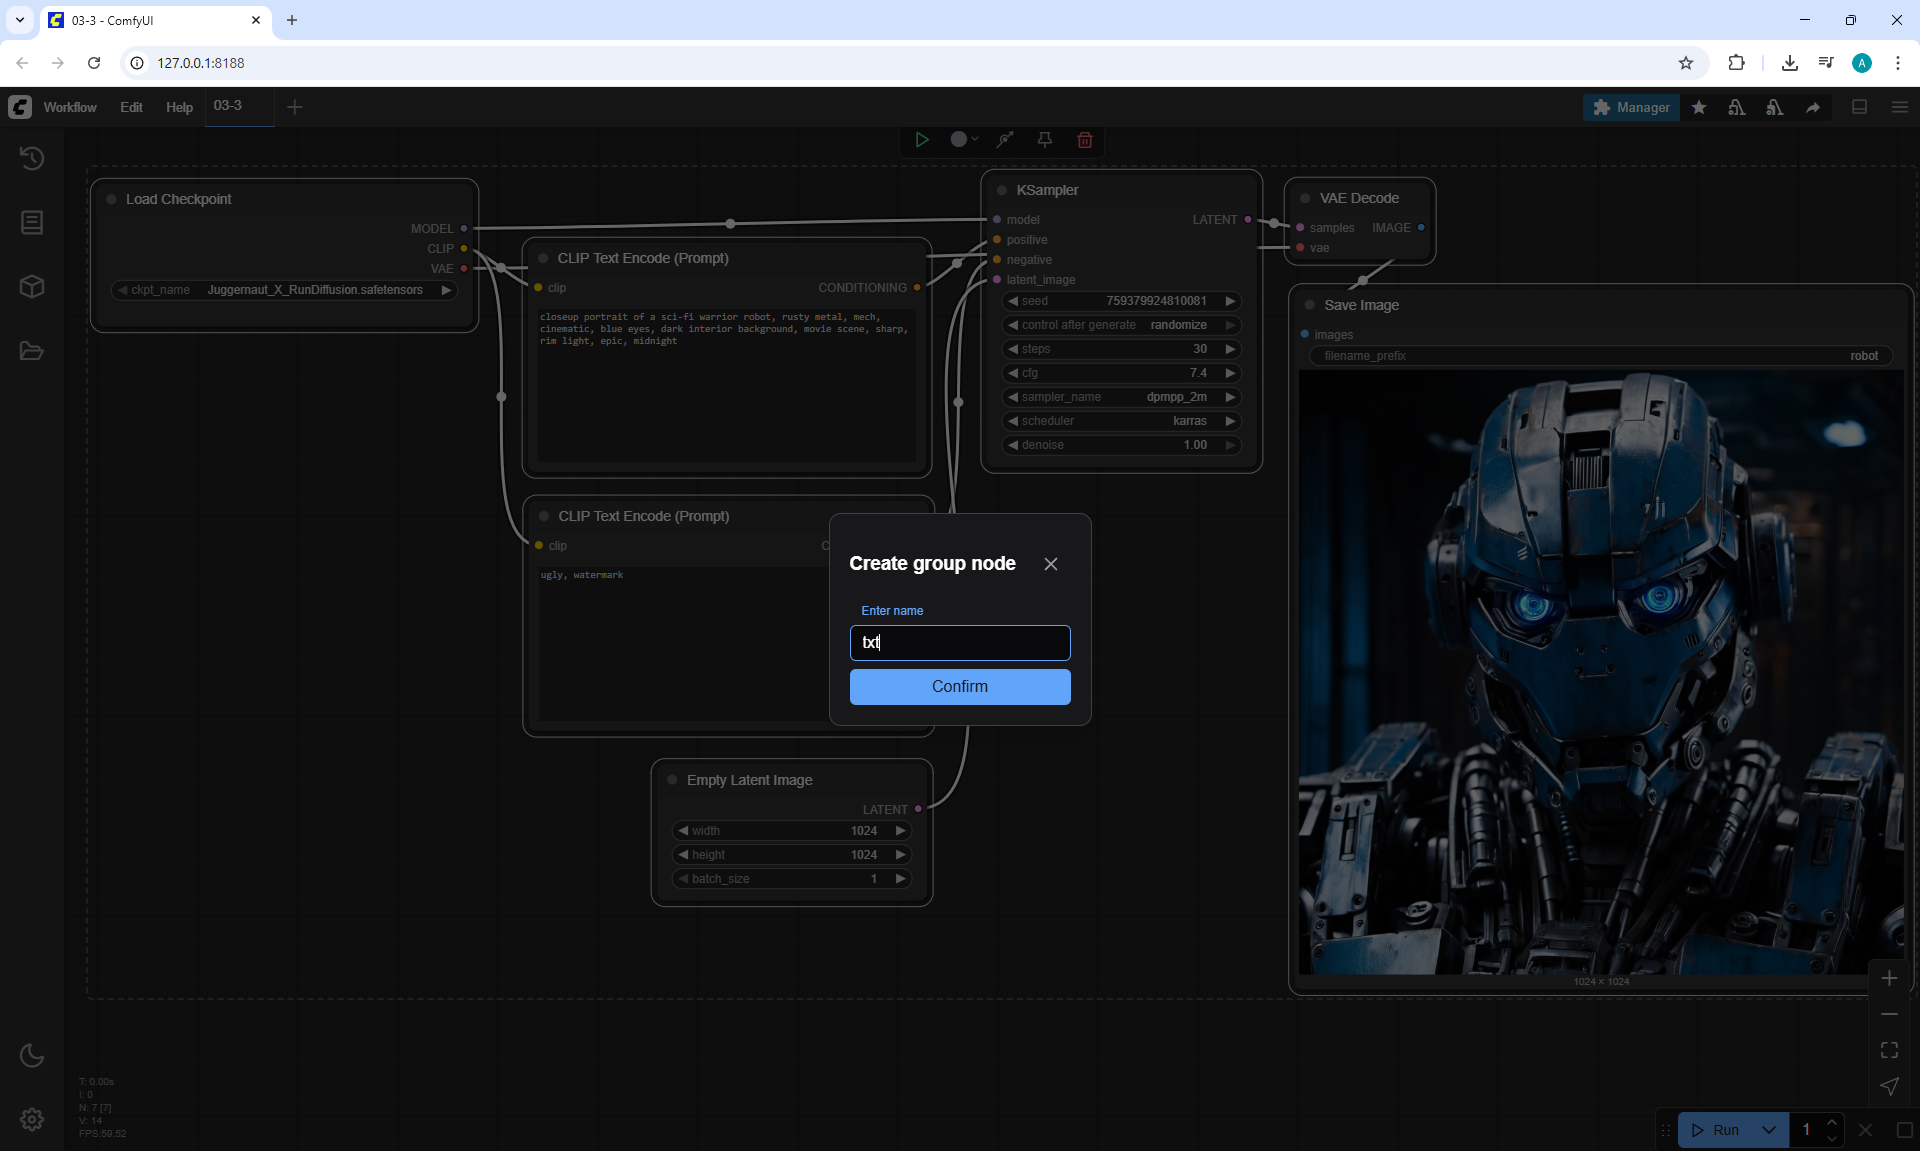 03-3 - ComfyUI
127.0.0.1:8188
A
Workflow
Edit
Help
03-3
Manager
Load Checkpoint
MODEL
CLIP
VAE
ckpt_name
Juggernaut_X_RunDiffusion.safetensors
CLIP Text Encode (Prompt)
clip
CONDITIONING
closeup portrait of a sci-fi warrior robot, rusty metal, mech,
cinematic, blue eyes, dark interior background, movie scene, sharp,
rim light, epic, midnight
CLIP Text Encode (Prompt)
clip
C
ugly, watermark
Empty Latent Image
LATENT
width 1024
height 1024
batch_size 1
KSampler
model
LATENT
positive
negative
latent_image
seed 759379924810081
control after generate randomize
steps 30
cfg 7.4
sampler_name dpmpp_2m
scheduler karras
denoise 1.00
VAE Decode
samples
IMAGE
vae
Save Image
images
filename_prefix robot
1024 × 1024
Create group node
Enter name
txt
Confirm
T: 0.00s
I: 0
N: 7 [7]
V: 14
FPS:59.52
Run
1